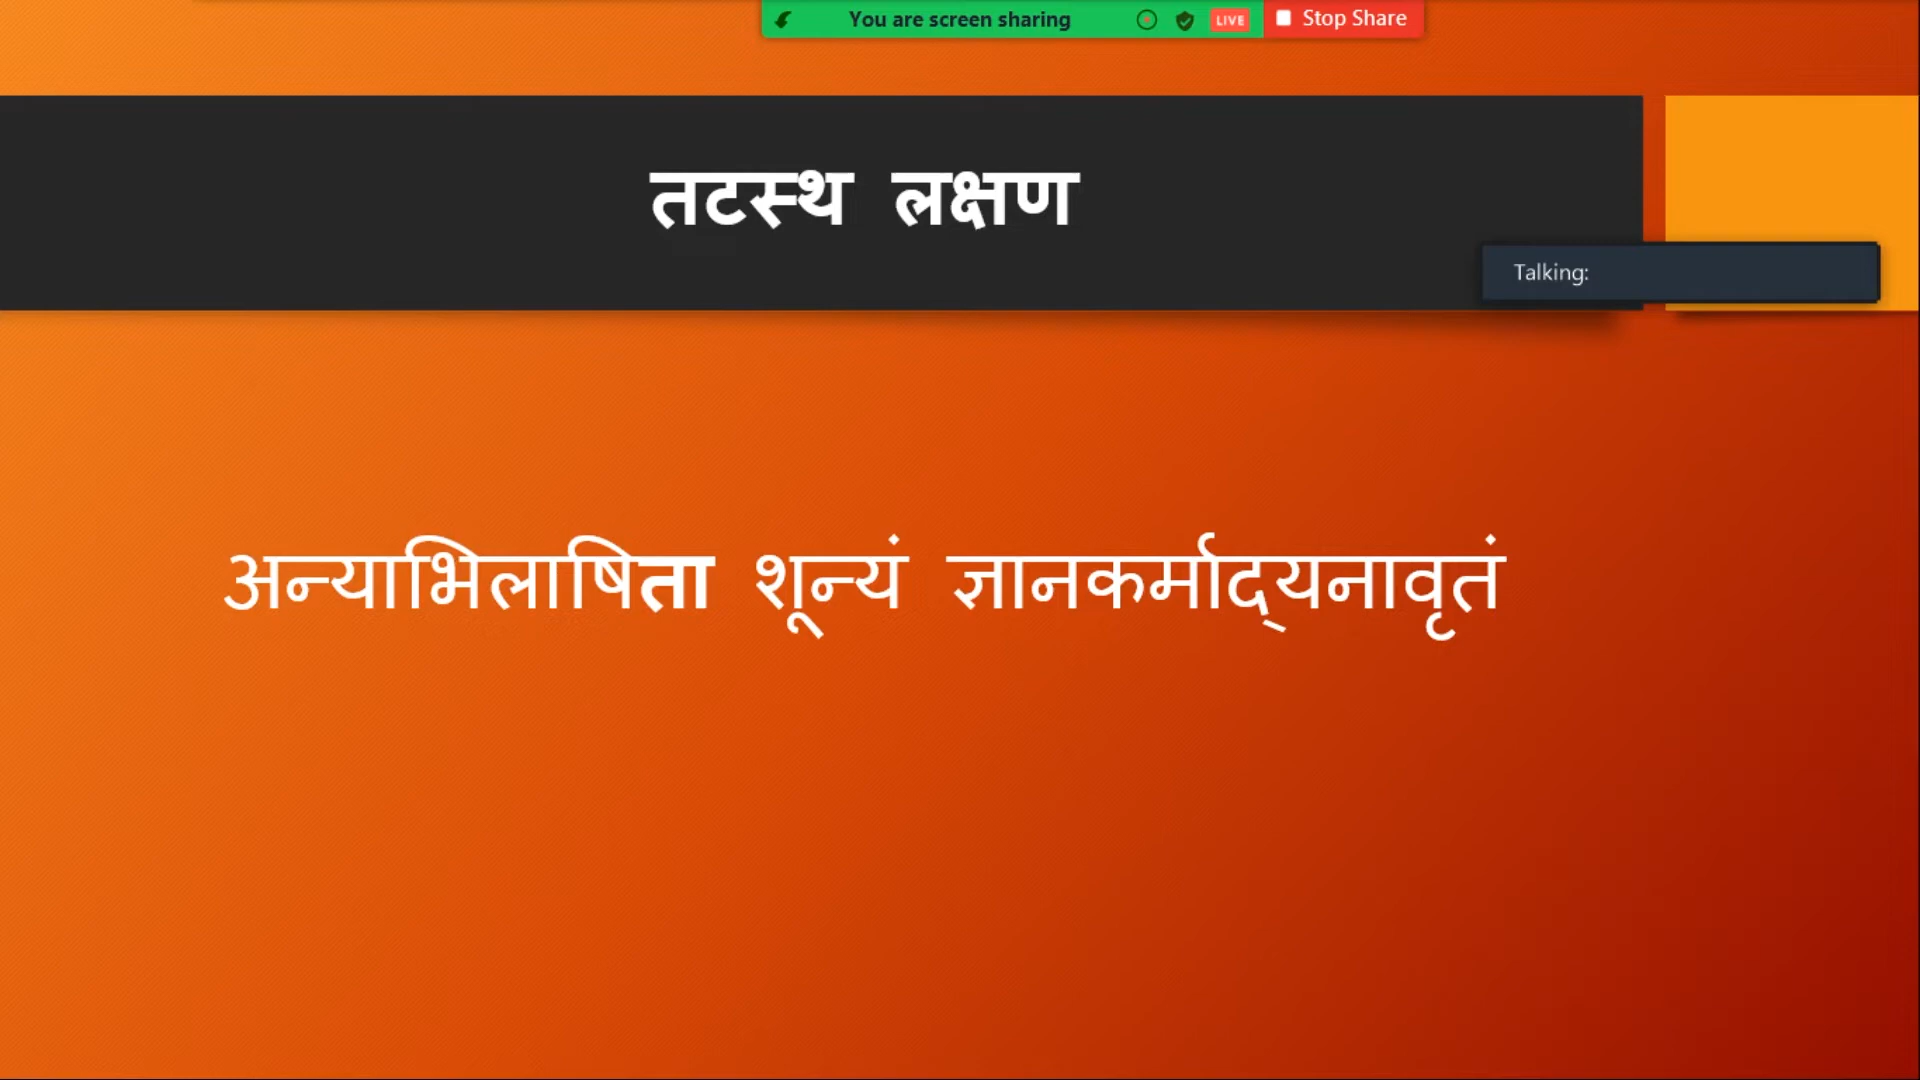 You are screen sharing LIVE Stop Share
तटस्थ लक्षण
Talking:
अन्याभिलाषिता शून्यं ज्ञानकर्माद्‌यनावृतं